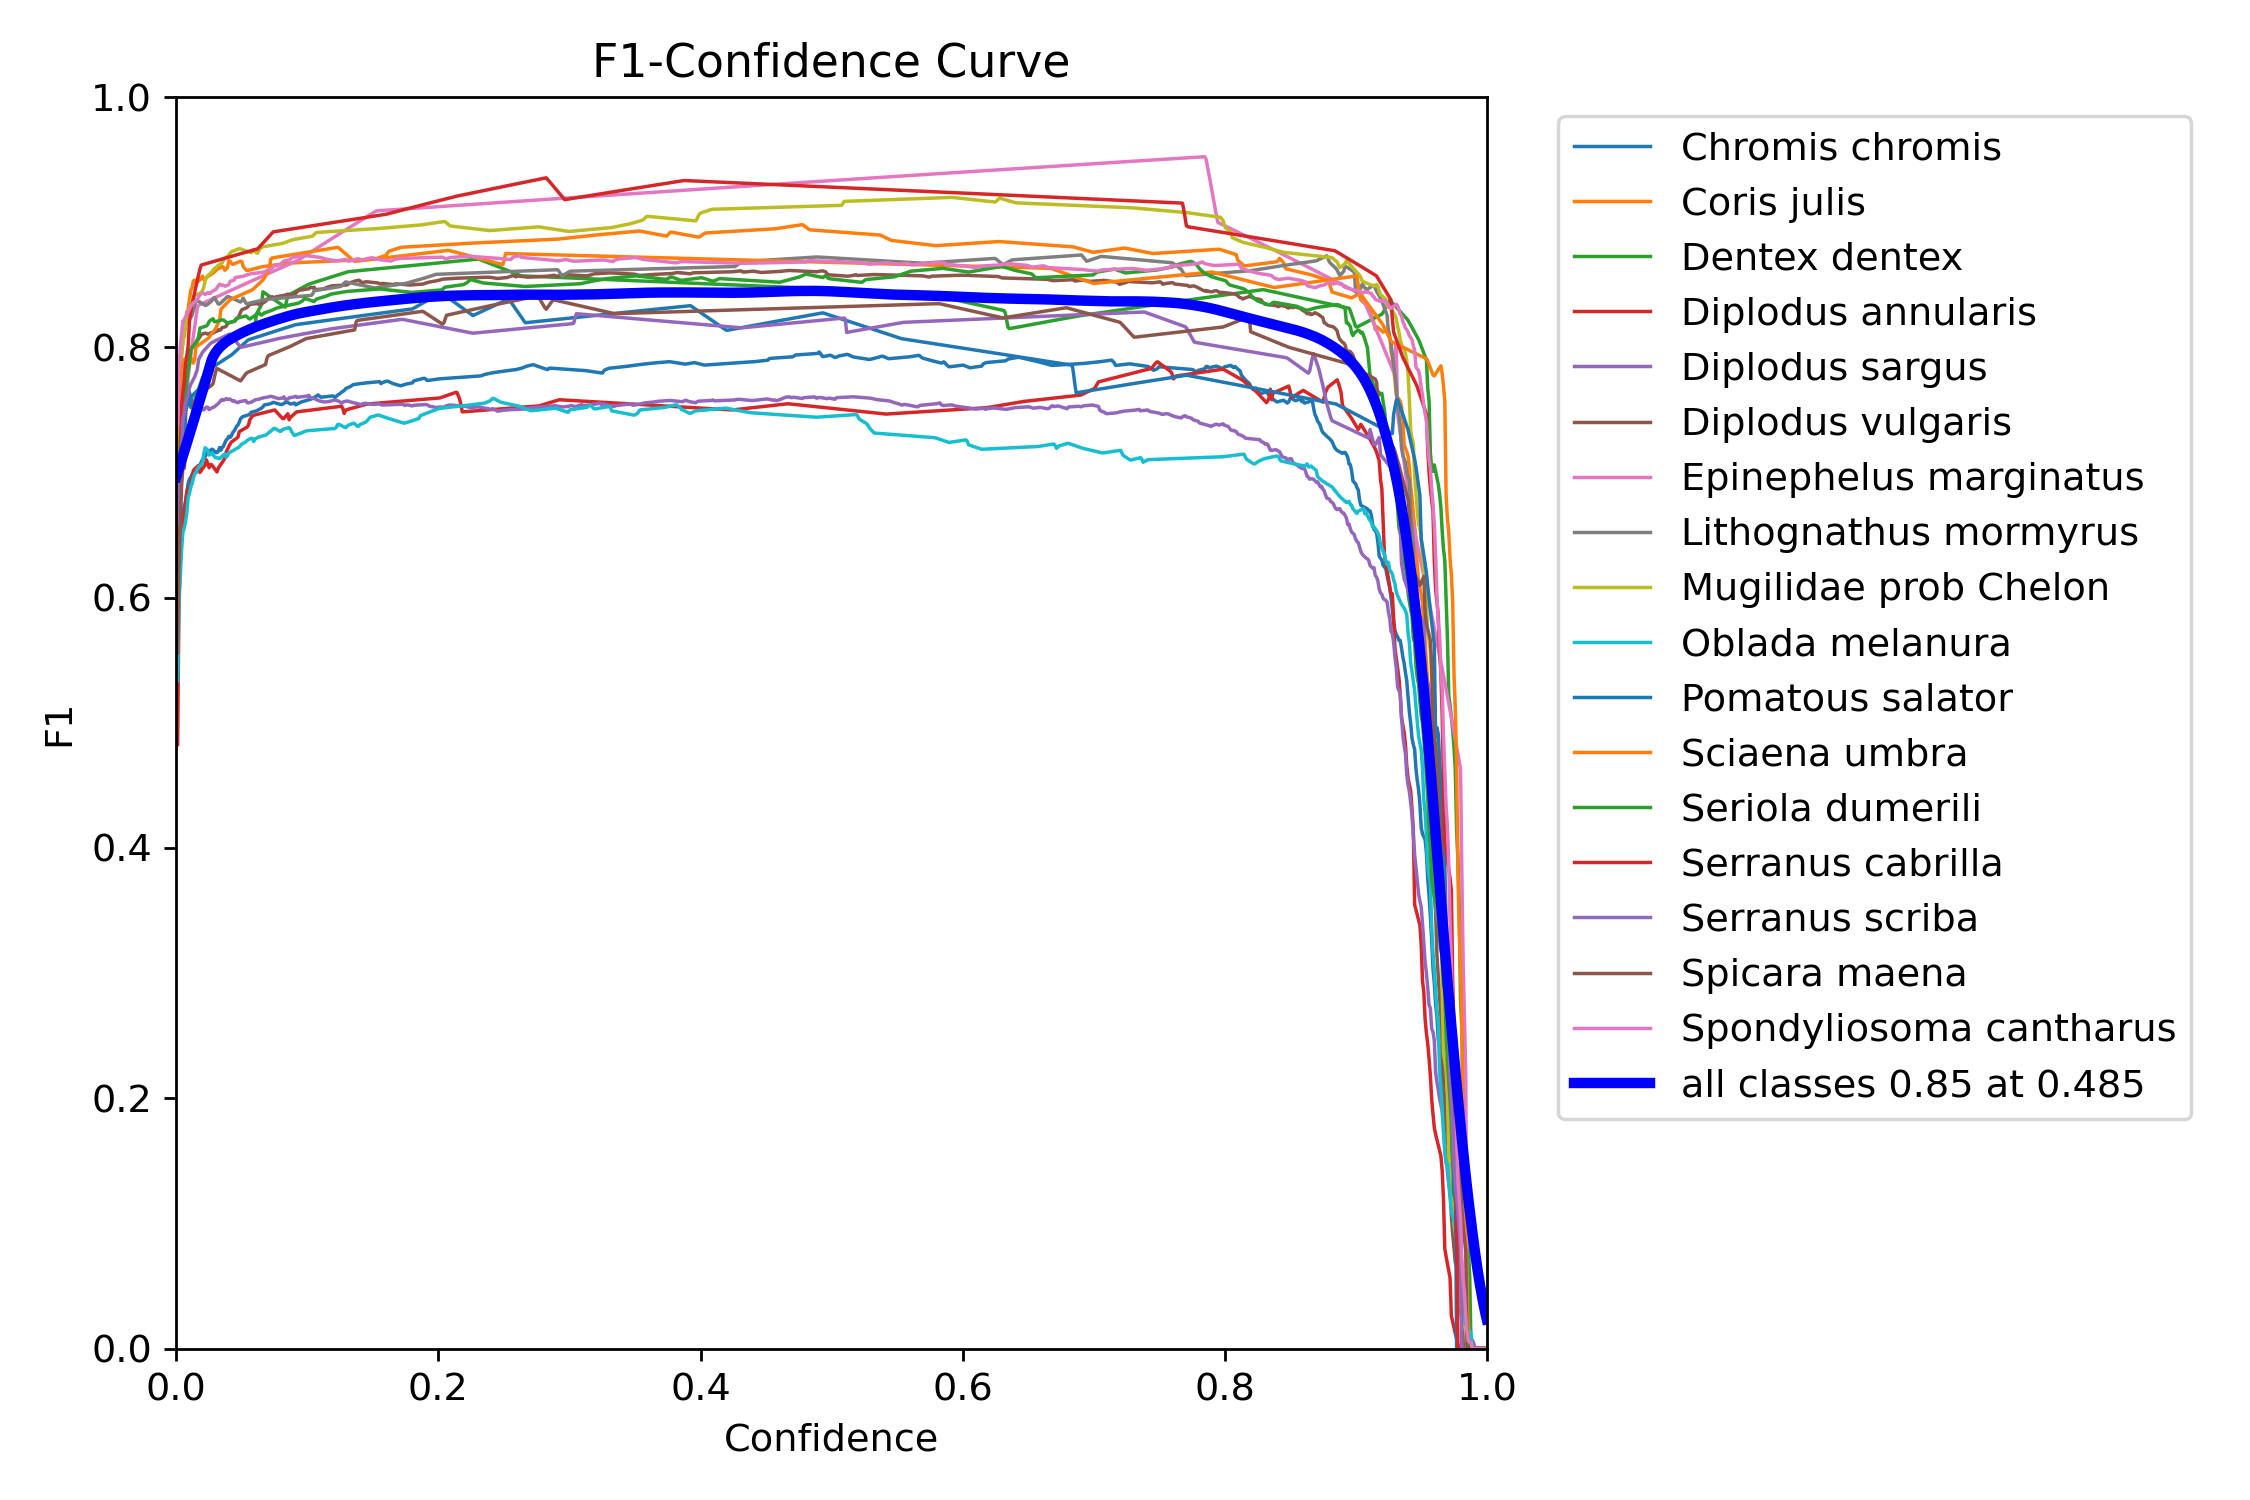 F1-Confidence Curve
1.0
0.8
0.6
0.4
0.2
0.0
F1
0.0 0.2 0.4 0.6 0.8 1.0
Confidence
Chromis chromis
Coris julis
Dentex dentex
Diplodus annularis
Diplodus sargus
Diplodus vulgaris
Epinephelus marginatus
Lithognathus mormyrus
Mugilidae prob Chelon
Oblada melanura
Pomatous salator
Sciaena umbra
Seriola dumerili
Serranus cabrilla
Serranus scriba
Spicara maena
Spondyliosoma cantharus
all classes 0.85 at 0.485